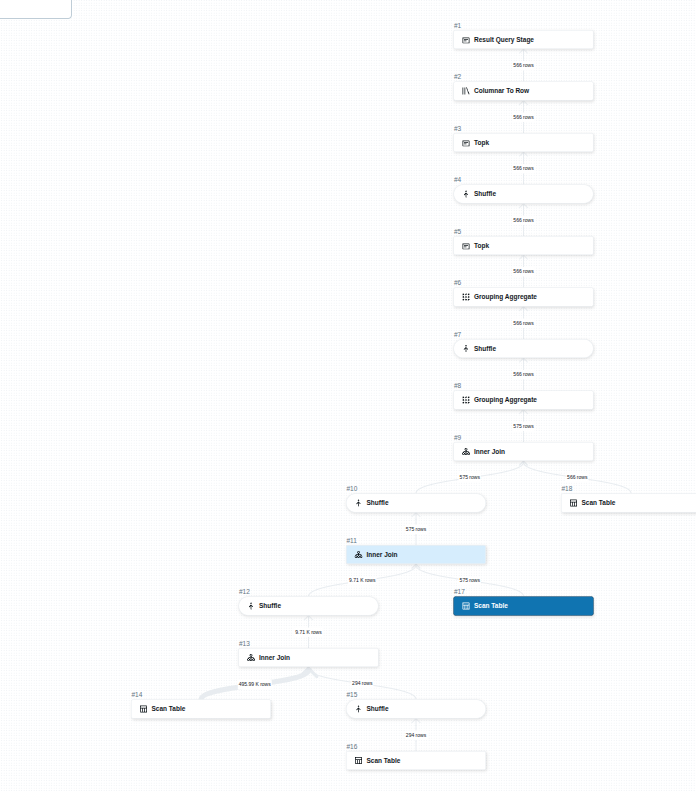 #1
Result Query Stage
566 rows
#2
Columnar To Row
566 rows
#3
Topk
566 rows
#4
Shuffle
566 rows
#5
Topk
566 rows
#6
Grouping Aggregate
566 rows
#7
Shuffle
566 rows
#8
Grouping Aggregate
575 rows
#9
Inner Join
575 rows 566 rows
#10 #18
Shuffle Scan Table
575 rows
#11
Inner Join
9.71 K rows 575 rows
#12 #17
Shuffle Scan Table
9.71 K rows
#13
Inner Join
495.99 K rows 294 rows
#14 #15
Scan Table Shuffle
294 rows
#16
Scan Table